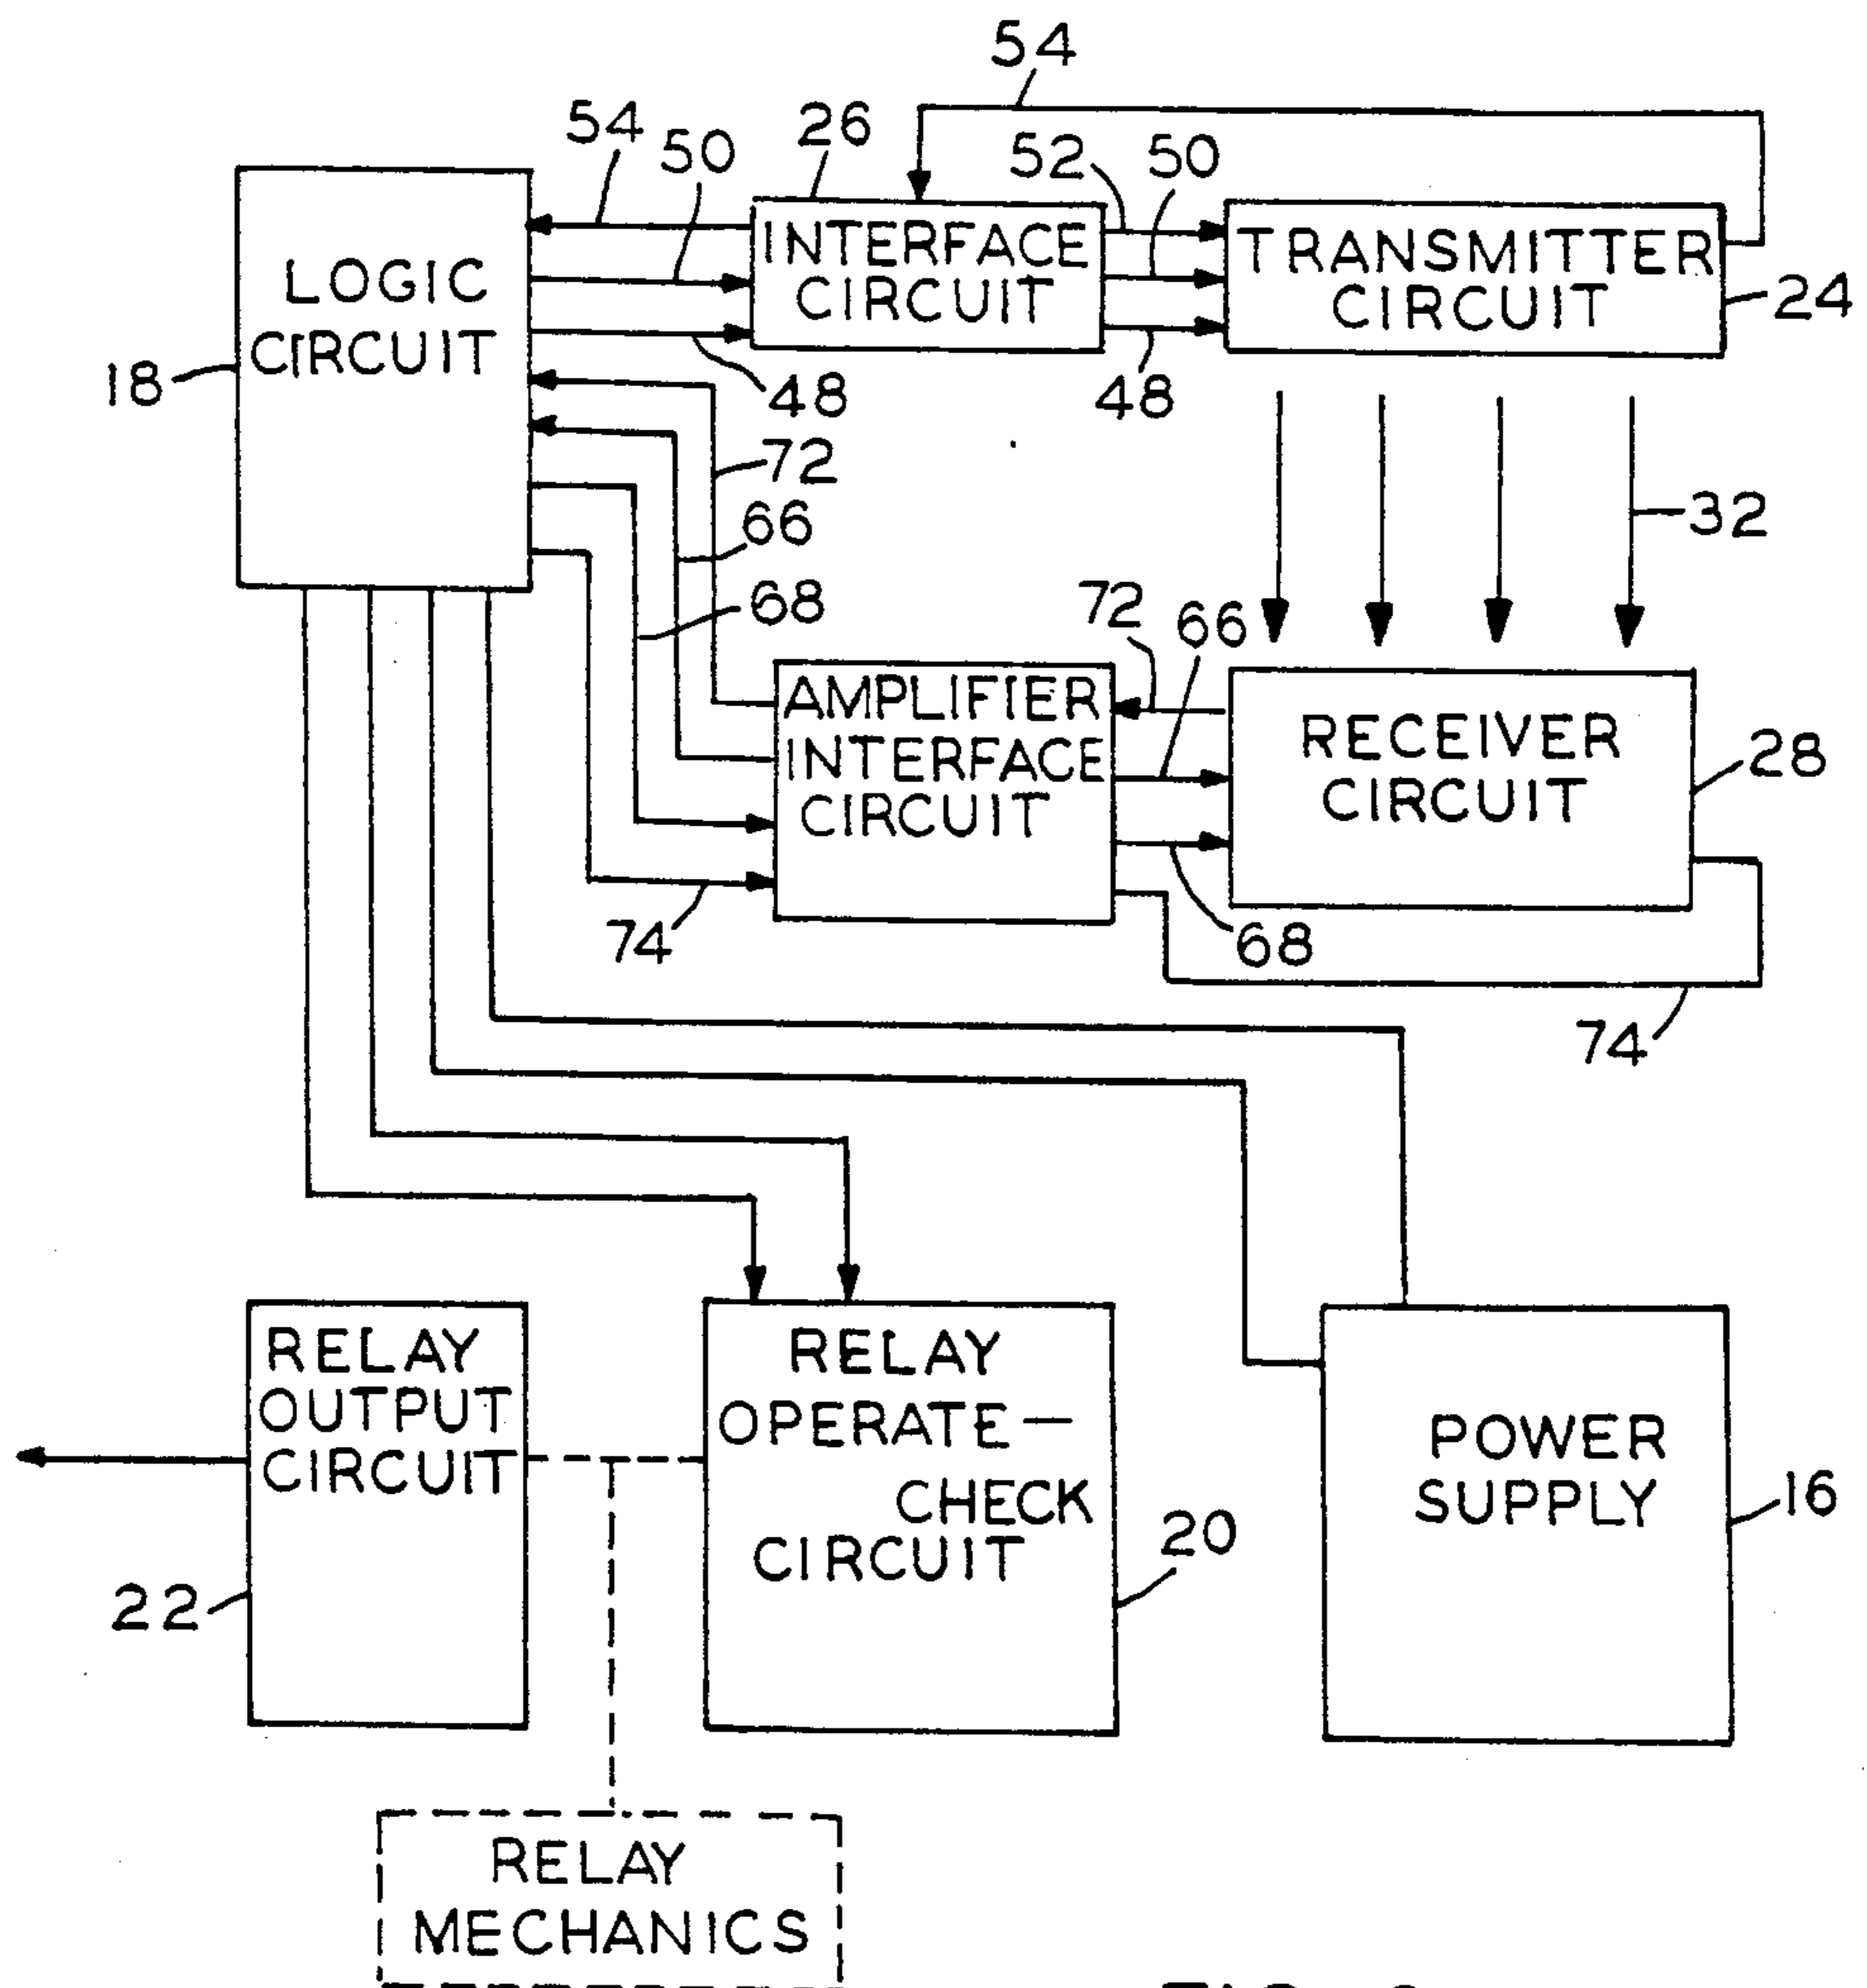 54
54
50
26
52
50
LOGIC
CIRCUIT
INTERFACE
CIRCUIT
TRANSMITTER
CIRCUIT
24
18
48
48
72
32
66
68
72
66
AMPLIFIER
INTERFACE
CIRCUIT
RECEIVER
CIRCUIT
28
74
68
74
RELAY
OUTPUT
CIRCUIT
RELAY
OPERATE—
CHECK
CIRCUIT
POWER
SUPPLY
16
20
22
RELAY
MECHANICS